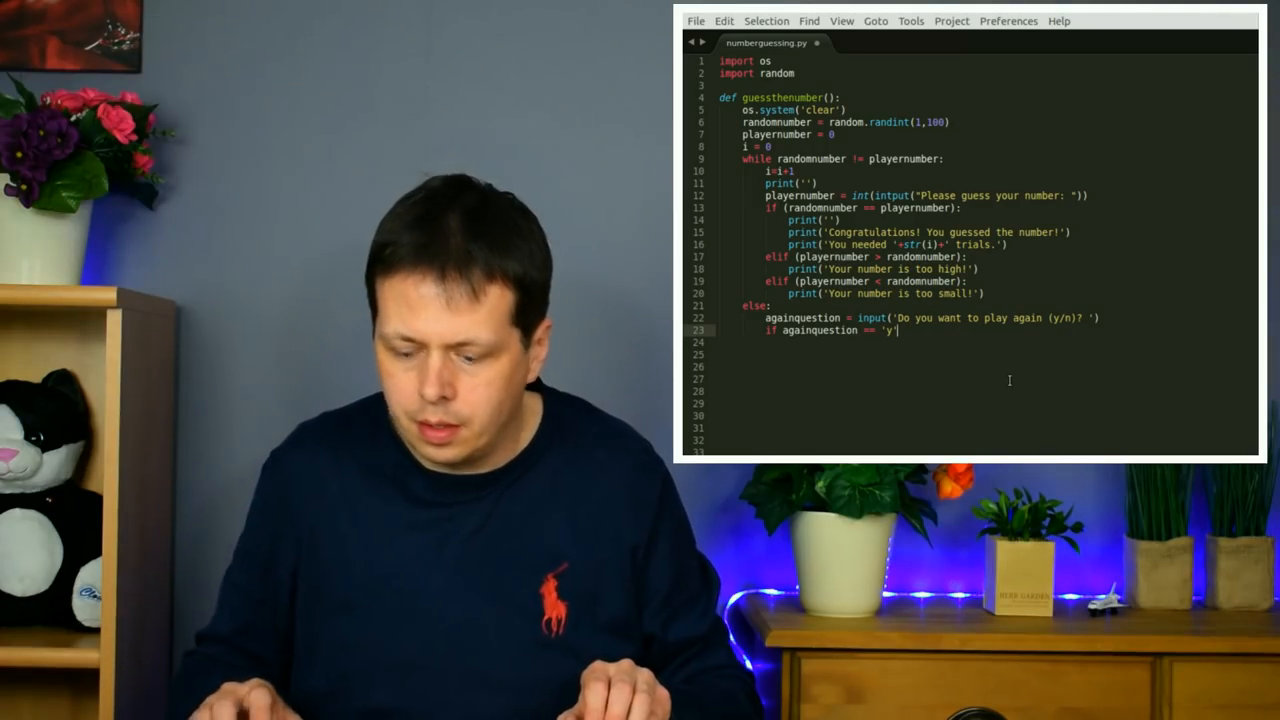 File Edit Selection Find View Goto Tools Project Preferences Help
numberguessing.py
1 import os
2 import random
3
4 def guessthenumber():
5 os.system('clear')
6 randomnumber = random.randint(1,100)
7 playernumber = 0
8 i = 0
9 while randomnumber != playernumber:
10 i=i+1
11 print('')
12 playernumber = int(intput("Please guess your number: "))
13 if (randomnumber == playernumber):
14 print('')
15 print('Congratulations! You guessed the number!')
16 print('You needed '+str(i)+' trials.')
17 elif (playernumber > randomnumber):
18 print('Your number is too high!')
19 elif (playernumber < randomnumber):
20 print('Your number is too small!')
21 else:
22 againquestion = input('Do you want to play again (y/n)? ')
23 if againquestion == 'y'
24
25
26
27
28
29
30
31
32
33
HERB GARDEN